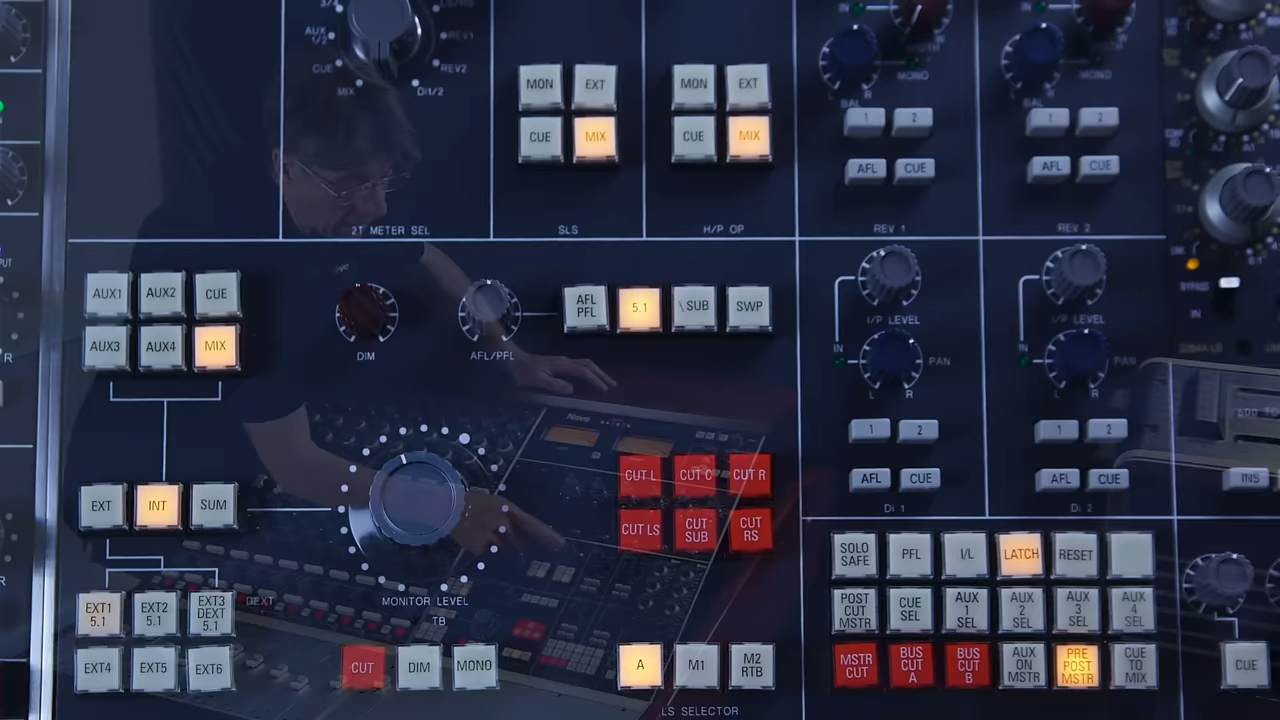 AUX 1/2
CUE
MIX
REV1
REV2
Di1/2
2T METER SEL
MON
EXT
CUE
MIX
SLS
MON
EXT
CUE
MIX
H/P OP
IN
MONO
L
R
BAL
1
2
AFL
CUE
REV 1
IN
MONO
L
R
BAL
1
2
AFL
CUE
REV 2
AUX1
AUX2
CUE
AUX3
AUX4
MIX
DIM
AFL/PFL
AFL PFL
5.1
\SUB
SWP
I/P LEVEL
IN
PAN
L
R
1
2
AFL
CUE
Di 1
I/P LEVEL
IN
PAN
L
R
1
2
AFL
CUE
Di 2
BYPASS
IN
INS
Neve
EXT
INT
SUM
MONITOR LEVEL
TB
CUT L
CUT C
CUT R
CUT LS
CUT SUB
CUT RS
EXT1 5.1
EXT2 5.1
EXT3 DEXT 5.1
DEXT
EXT4
EXT5
EXT6
CUT
DIM
MONO
A
M1
M2 RTB
LS SELECTOR
SOLO SAFE
PFL
I/L
LATCH
RESET
POST CUT MSTR
CUE SEL
AUX 1 SEL
AUX 2 SEL
AUX 3 SEL
AUX 4 SEL
MSTR CUT
BUS CUT A
BUS CUT B
AUX ON MSTR
PRE POST MSTR
CUE TO MIX
CUE